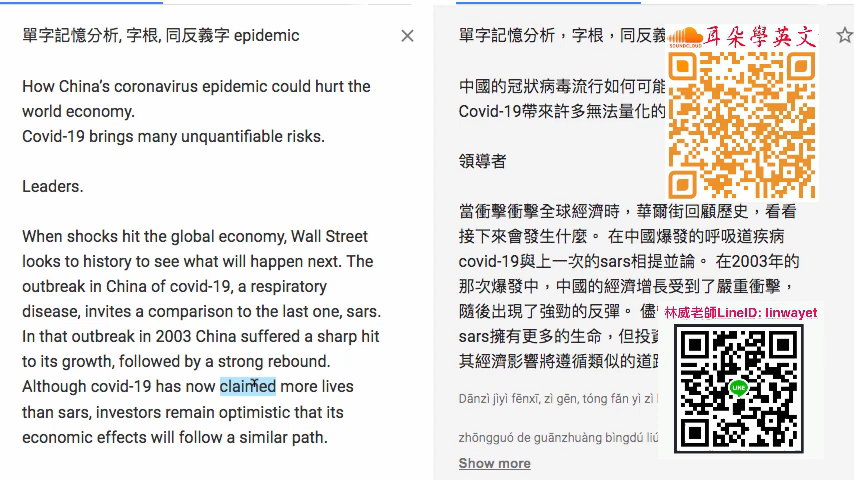 單字記憶分析, 字根, 同反義字 epidemic
How China’s coronavirus epidemic could hurt the
world economy.
Covid-19 brings many unquantifiable risks.
Leaders.
When shocks hit the global economy, Wall Street
looks to history to see what will happen next. The
outbreak in China of covid-19, a respiratory
disease, invites a comparison to the last one, sars.
In that outbreak in 2003 China suffered a sharp hit
to its growth, followed by a strong rebound.
Although covid-19 has now claimed more lives
than sars, investors remain optimistic that its
economic effects will follow a similar path.
單字記憶分析，字根，同反義
中國的冠狀病毒流行如何可能
Covid-19帶來許多無法量化的
領導者
當衝擊衝擊全球經濟時，華爾街回顧歷史，看看
接下來會發生什麼。 在中國爆發的呼吸道疾病
covid-19與上一次的sars相提並論。 在2003年的
那次爆發中，中國的經濟增長受到了嚴重衝擊，
隨後出現了強勁的反彈。 儘
sars擁有更多的生命，但投資
其經濟影響將遵循類似的道路
Dānzì jìyì fēnxī, zì gēn, tóng fǎn yì zì
zhōngguó de guānzhuàng bìngdú liú
Show more
SOUNDCLOUD
耳朵學英文
林威老師LineID: linwayet
LINE